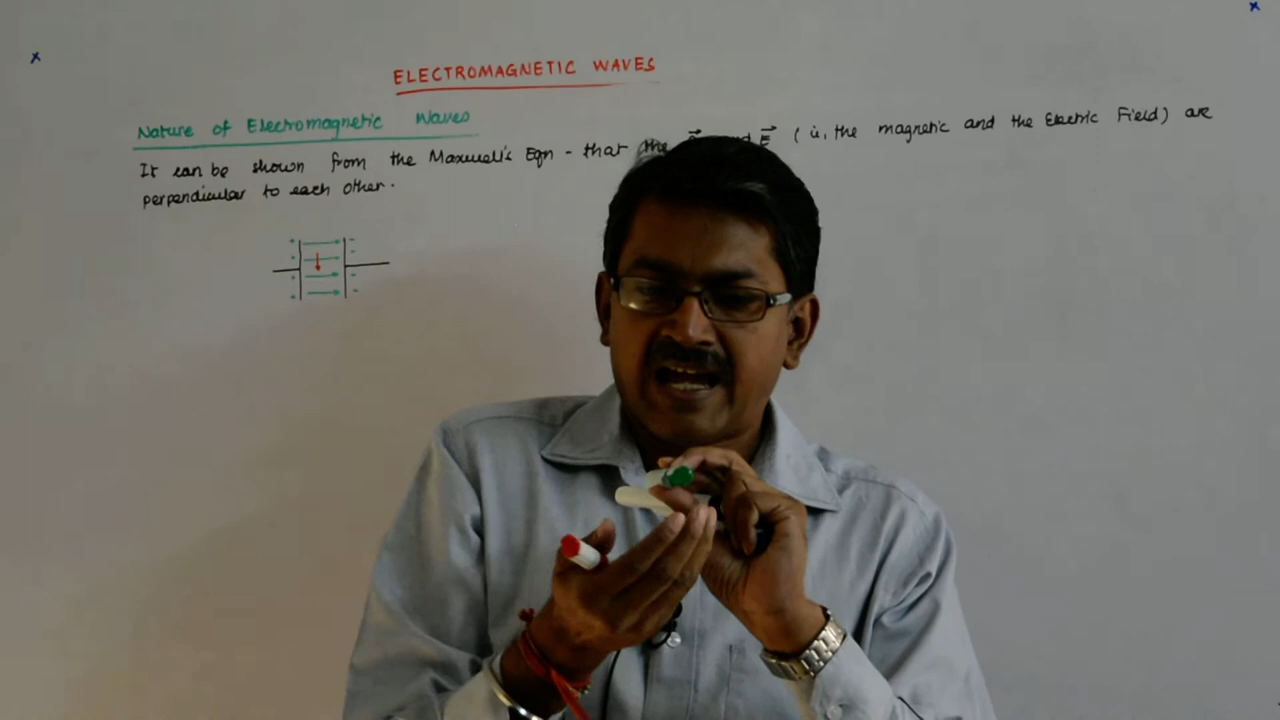 ELECTROMAGNETIC WAVES
Nature of Electromagnetic Waves
It can be shown from the Maxwell's Eqn - that the and E⃗ ( i.e, the magnetic and the Electric Field) are
perpendicular to each other.